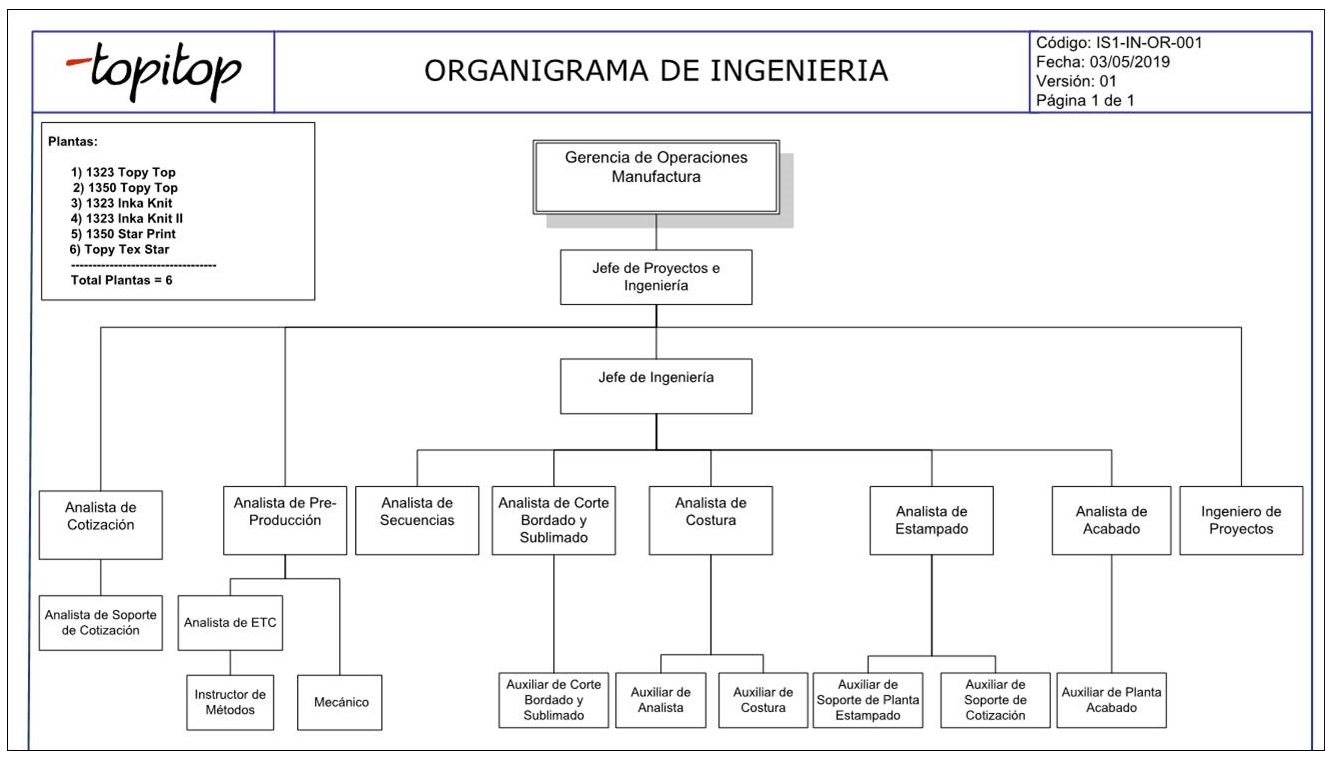 topitop
ORGANIGRAMA DE INGENIERIA
Código: IS1-IN-OR-001
Fecha: 03/05/2019
Versión: 01
Página 1 de 1
Plantas:
1) 1323 Topy Top
2) 1350 Topy Top
3) 1323 Inka Knit
4) 1323 Inka Knit II
5) 1350 Star Print
6) Topy Tex Star
----------------------------------
Total Plantas = 6
Gerencia de Operaciones
Manufactura
Jefe de Proyectos e
Ingeniería
Jefe de Ingeniería
Analista de
Cotización
Analista de Pre-
Producción
Analista de
Secuencias
Analista de Corte
Bordado y
Sublimado
Analista de
Costura
Analista de
Estampado
Analista de
Acabado
Ingeniero de
Proyectos
Analista de Soporte
de Cotización
Analista de ETC
Instructor de
Métodos
Mecánico
Auxiliar de Corte
Bordado y
Sublimado
Auxiliar de
Analista
Auxiliar de
Costura
Auxiliar de
Soporte de Planta
Estampado
Auxiliar de
Soporte de
Cotización
Auxiliar de Planta
Acabado